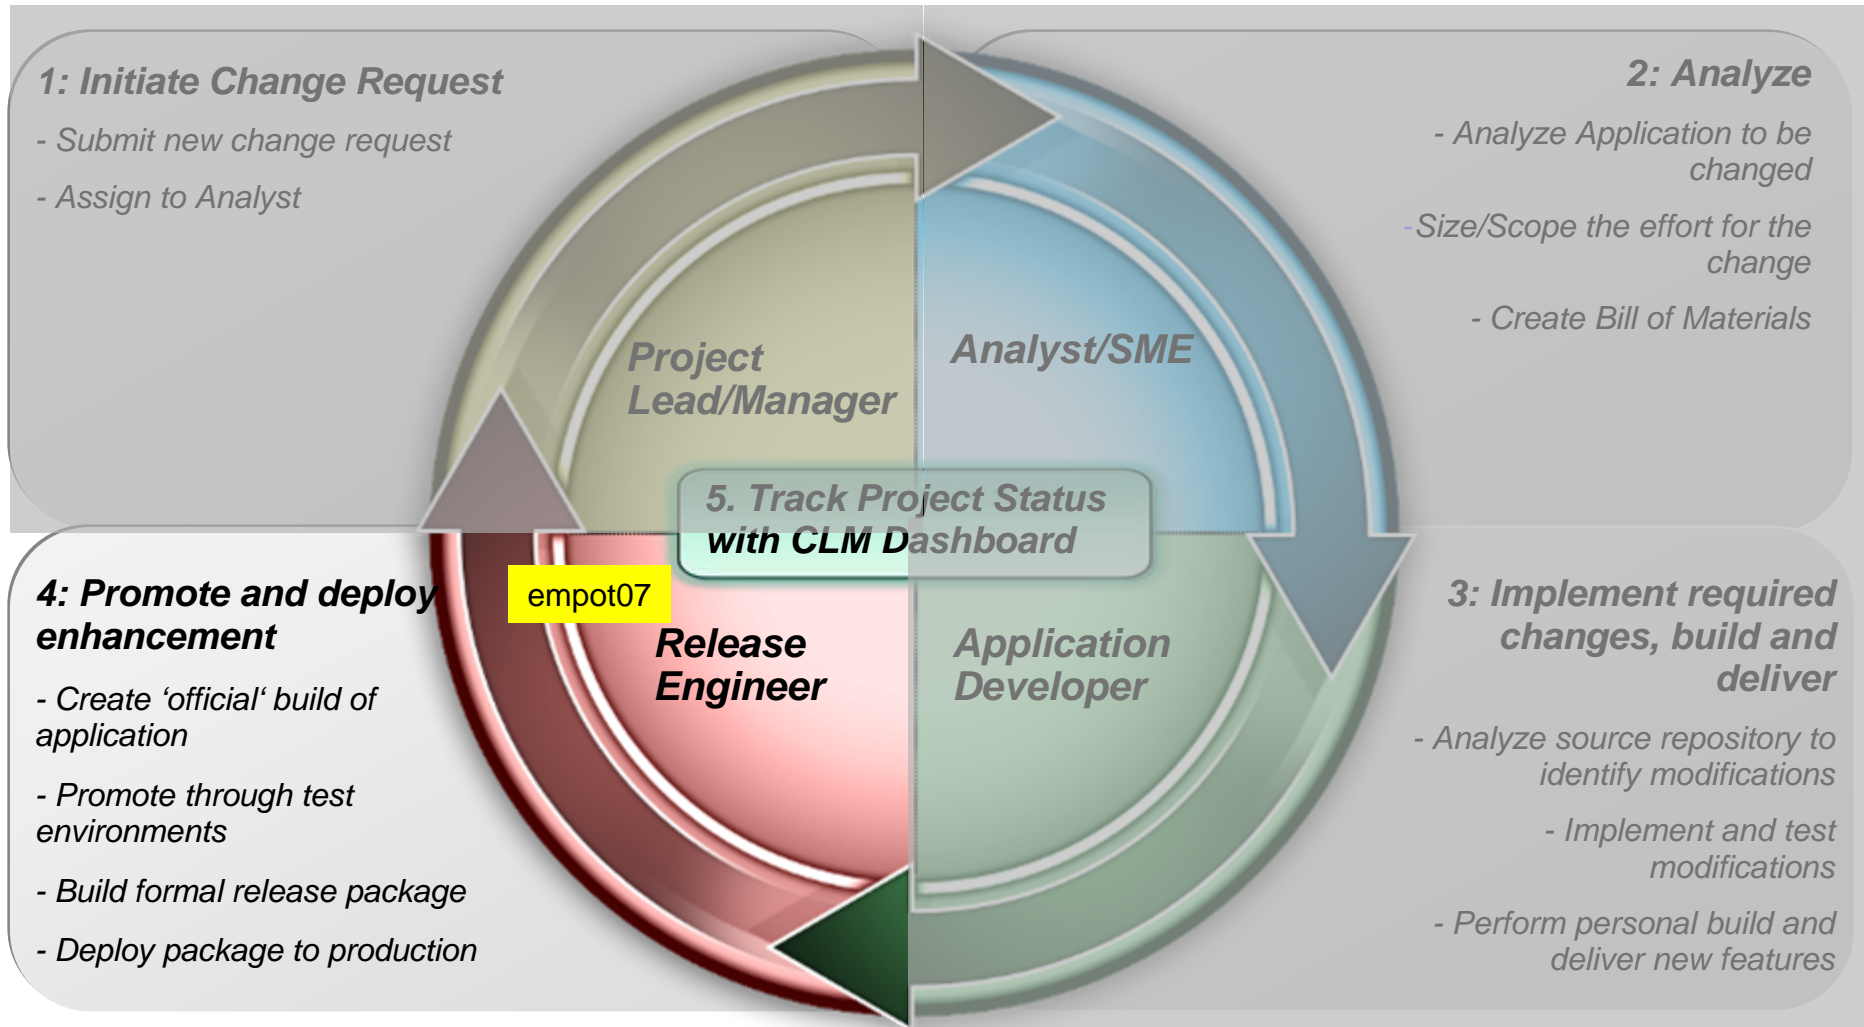 1: Initiate Change Request
- Submit new change request
- Assign to Analyst
2: Analyze
- Analyze Application to be
changed
-Size/Scope the effort for the
change
- Create Bill of Materials
Project
Lead/Manager
Analyst/SME
5. Track Project Status
with CLM Dashboard
4: Promote and deploy
enhancement
- Create ‘official‘ build of
application
- Promote through test
environments
- Build formal release package
- Deploy package to production
empot07
Release
Engineer
Application
Developer
3: Implement required
changes, build and
deliver
- Analyze source repository to
identify modifications
- Implement and test
modifications
- Perform personal build and
deliver new features